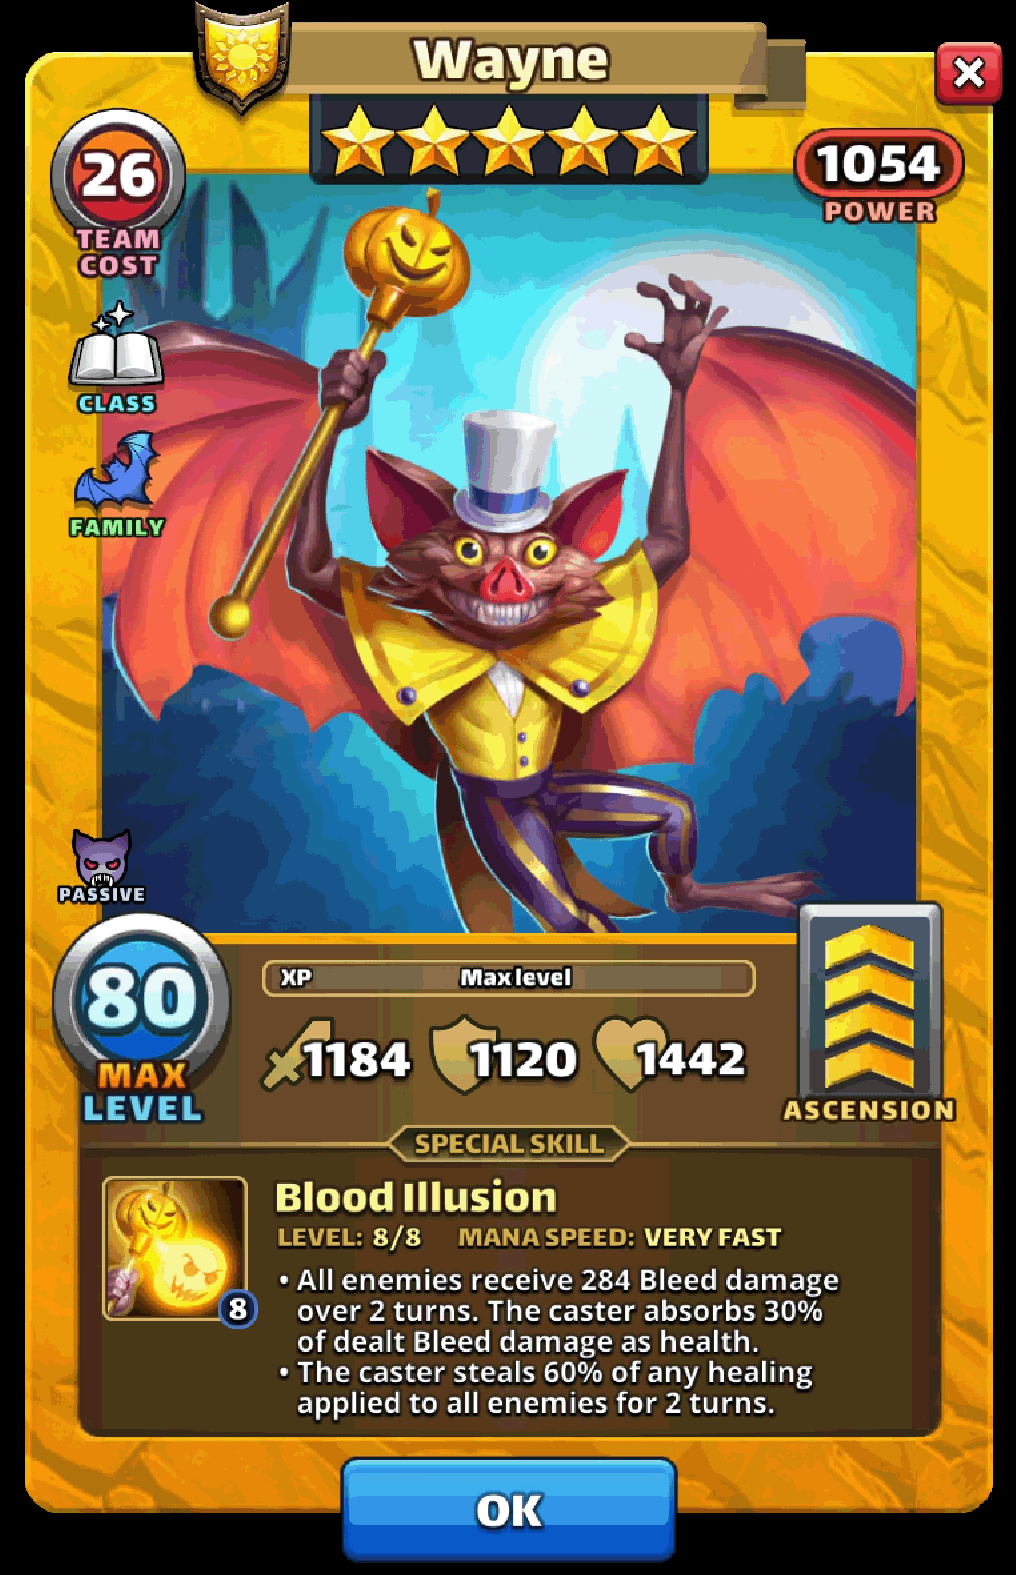 Wayne
26
TEAM
COST
1054
POWER
CLASS
FAMILY
PASSIVE
80
MAX
LEVEL
XP Max level
1184 1120 1442
ASCENSION
SPECIAL SKILL
Blood Illusion
LEVEL: 8/8 MANA SPEED: VERY FAST
8
• All enemies receive 284 Bleed damage
over 2 turns. The caster absorbs 30%
of dealt Bleed damage as health.
• The caster steals 60% of any healing
applied to all enemies for 2 turns.
OK